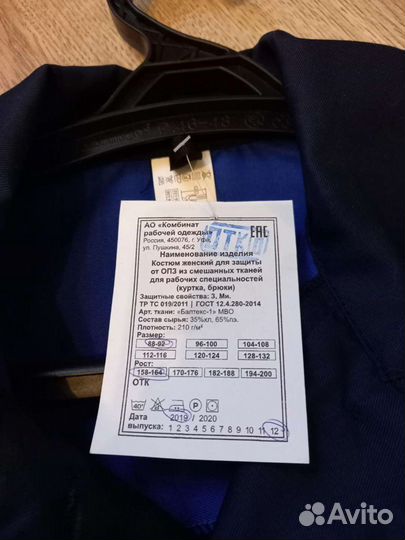 АО «Комбинат
рабочей одежды»
Россия, 450076, г. Уфа,
ул. Пушкина, 45/2
ОТК
ЕАС
Наименование изделия
Костюм женский для защиты
от ОПЗ из смешанных тканей
для рабочих специальностей
(куртка, брюки)
Защитные свойства: З, Ми.
ТР ТС 019/2011 | ГОСТ 12.4.280-2014
Арт. ткани: «Балтекс-1» МВО
Состав сырья: 35%хл, 65%пэ.
Плотность: 210 г/м²
Размер:
88-92 96-100 104-108
112-116 120-124 128-132
Рост:
158-164 170-176 182-188 194-200
ОТК
40° P
Дата 2019 / 2020
выпуска: 1 2 3 4 5 6 7 8 9 10 11 12
Avito